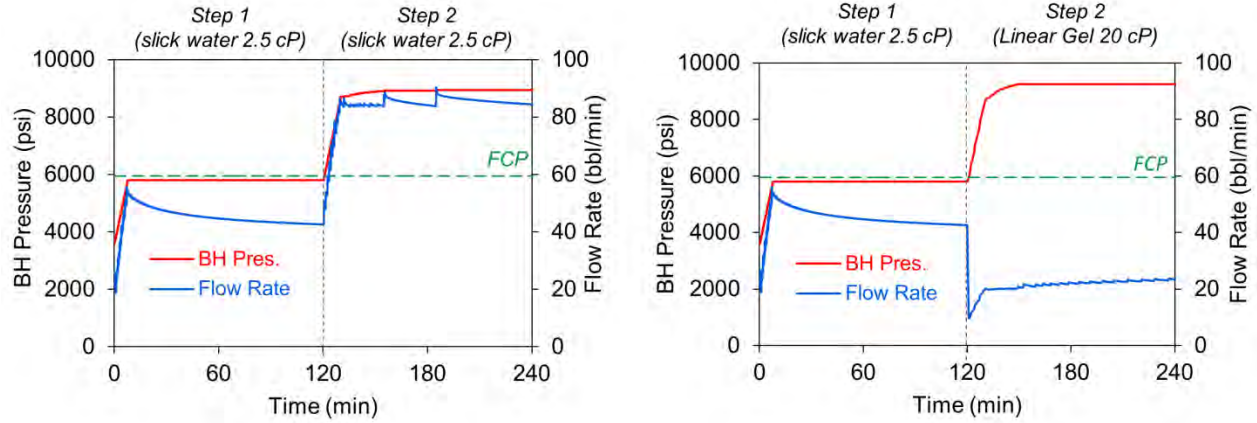 Step 1 Step 2
(slick water 2.5 cP) (slick water 2.5 cP)
10000 100
8000 80
6000 60
4000 40
2000 20
0 0
FCP
BH Pres.
Flow Rate
BH Pressure (psi)
Flow Rate (bbl/min)
0 60 120 180 240
Time (min)
Step 1 Step 2
(slick water 2.5 cP) (Linear Gel 20 cP)
10000 100
8000 80
6000 60
4000 40
2000 20
0 0
FCP
BH Pres.
Flow Rate
BH Pressure (psi)
Flow Rate (bbl/min)
0 60 120 180 240
Time (min)